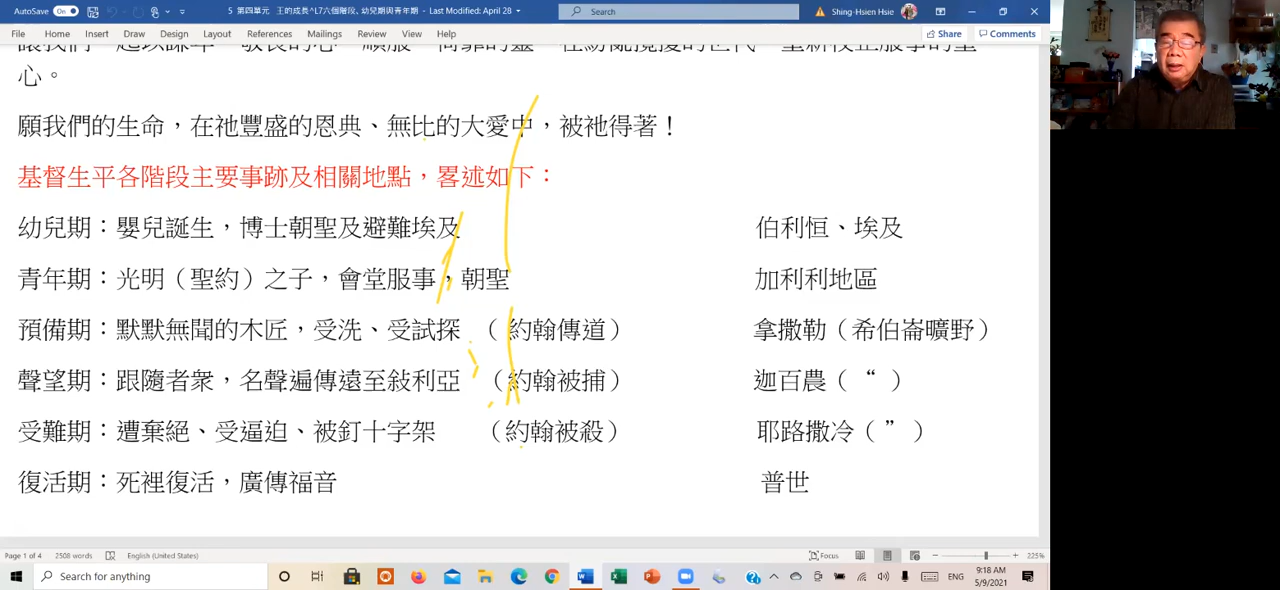 AutoSave On 5 第四單元 王的成長^L7六個階段, 幼兒期與青年期 • Last Modified: April 28 Search Shing-Hsien Hsie
File Home Insert Draw Design Layout References Mailings Review View Help Share Comments
心。
願我們的生命，在祂豐盛的恩典、無比的大愛中，被祂得著！
基督生平各階段主要事跡及相關地點，畧述如下：
幼兒期：嬰兒誕生，博士朝聖及避難埃及 伯利恒、埃及
青年期：光明（聖約）之子，會堂服事，朝聖 加利利地區
預備期：默默無聞的木匠，受洗、受試探 （約翰傳道） 拿撒勒（希伯崙曠野）
聲望期：跟隨者衆，名聲遍傳遠至敍利亞 （約翰被捕） 迦百農（ “ ）
受難期：遭棄絕、受逼迫、被釘十字架 （約翰被殺） 耶路撒冷（ ” ）
復活期：死裡復活，廣傳福音 普世
Page 1 of 4 2508 words English (United States) Focus 225%
Search for anything ENG 9:18 AM
5/9/2021